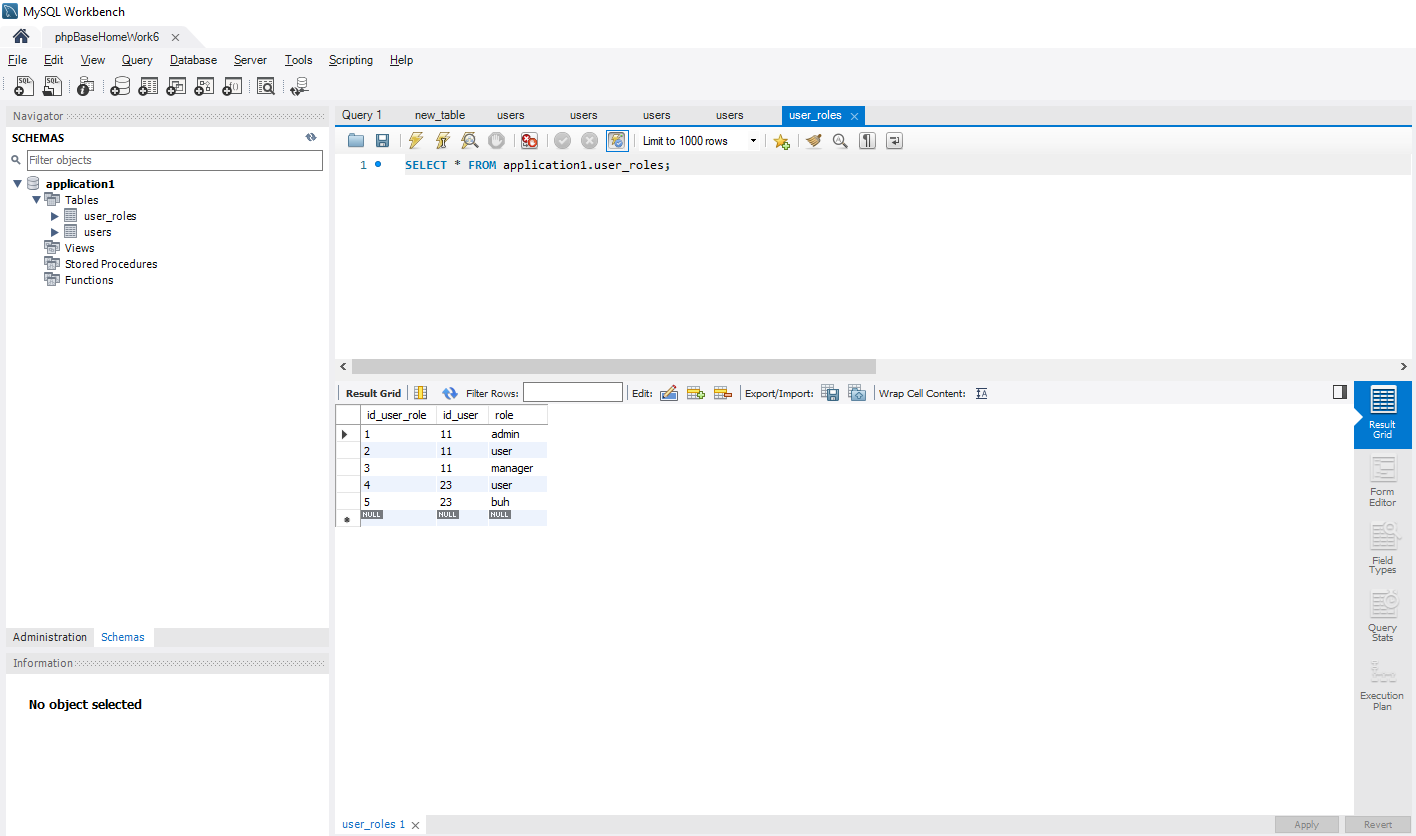 MySQL Workbench
phpBaseHomeWork6
File Edit View Query Database Server Tools Scripting Help
Navigator
SCHEMAS
Filter objects
application1
Tables
user_roles
users
Views
Stored Procedures
Functions
Administration Schemas
Information
No object selected
Query 1 new_table users users users users user_roles
Limit to 1000 rows
1 SELECT * FROM application1.user_roles;
Result Grid Filter Rows: Edit: Export/Import: Wrap Cell Content:
id_user_role id_user role
1 11 admin
2 11 user
3 11 manager
4 23 user
5 23 buh
NULL NULL NULL
Result
Grid
Form
Editor
Field
Types
Query
Stats
Execution
Plan
user_roles 1
Apply Revert